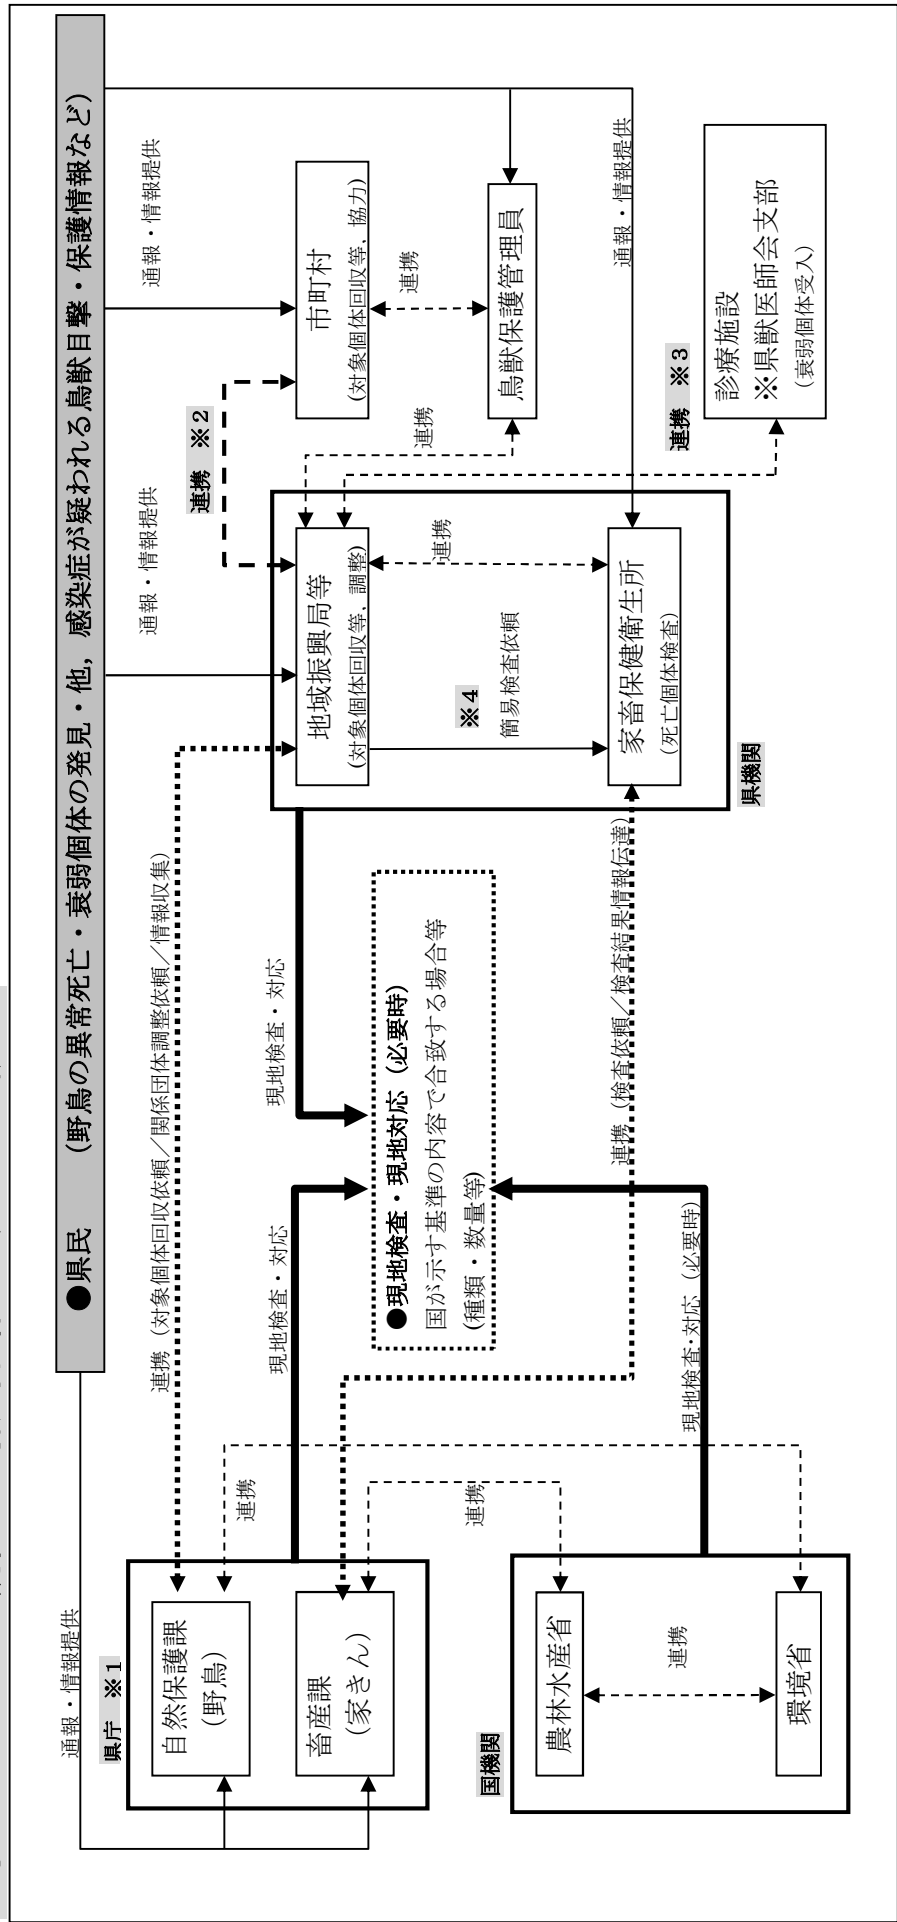 ●県民　　(野鳥の異常死亡・衰弱個体の発見・他，感染症が疑われる鳥獣目撃・保護情報など)
通報・情報提供
通報・情報提供
通報・情報提供
通報・情報提供
県庁　※１
自然保護課
(野鳥)
畜産課
(家きん)
連携（対象個体回収依頼／関係団体調整依頼／情報収集）
連携
連携
国機関
農林水産省
連携
環境省
現地検査・対応
現地検査・対応
●現地検査・現地対応（必要時）
国が示す基準の内容で合致する場合等
(種類・数量等)
現地検査・対応（必要時）
連携（検査依頼／検査結果情報伝達）
県機関
地域振興局等
(対象個体回収等、調整)
※４
簡易検査依頼
連携
家畜保健衛生所
(死亡個体検査)
連携　※２
市町村
(対象個体回収等、協力)
連携
連携
鳥獣保護管理員
連携　※３
診療施設
※県獣医師会支部
(衰弱個体受入)